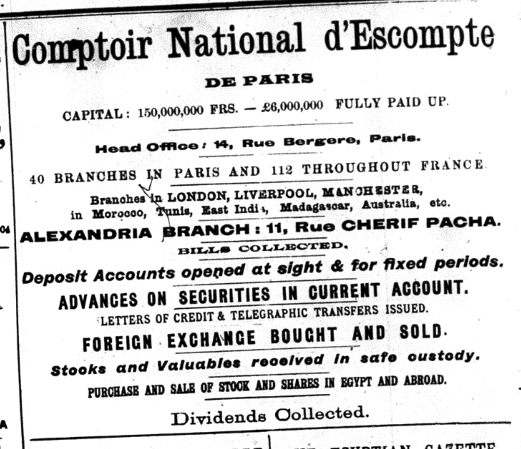 Comptoir National d'Escompte
DE PARIS
CAPITAL: 150,000,000 FRS. — £6,000,000 FULLY PAID UP.
Head Office: 14, Rue Bergere, Paris.
40 BRANCHES IN PARIS AND 112 THROUGHOUT FRANCE
Branches in LONDON, LIVERPOOL, MANCHESTER,
in Morocco, Tunis, East India, Madagascar, Australia, etc.
ALEXANDRIA BRANCH: 11, Rue CHERIF PACHA.
BILLS COLLECTED.
Deposit Accounts opened at sight & for fixed periods.
ADVANCES ON SECURITIES IN CURRENT ACCOUNT.
LETTERS OF CREDIT & TELEGRAPHIC TRANSFERS ISSUED.
FOREIGN EXCHANGE BOUGHT AND SOLD.
Stocks and Valuables received in safe custody.
PURCHASE AND SALE OF STOCK AND SHARES IN EGYPT AND ABROAD.
Dividends Collected.
EGYPTIAN GAZETTE